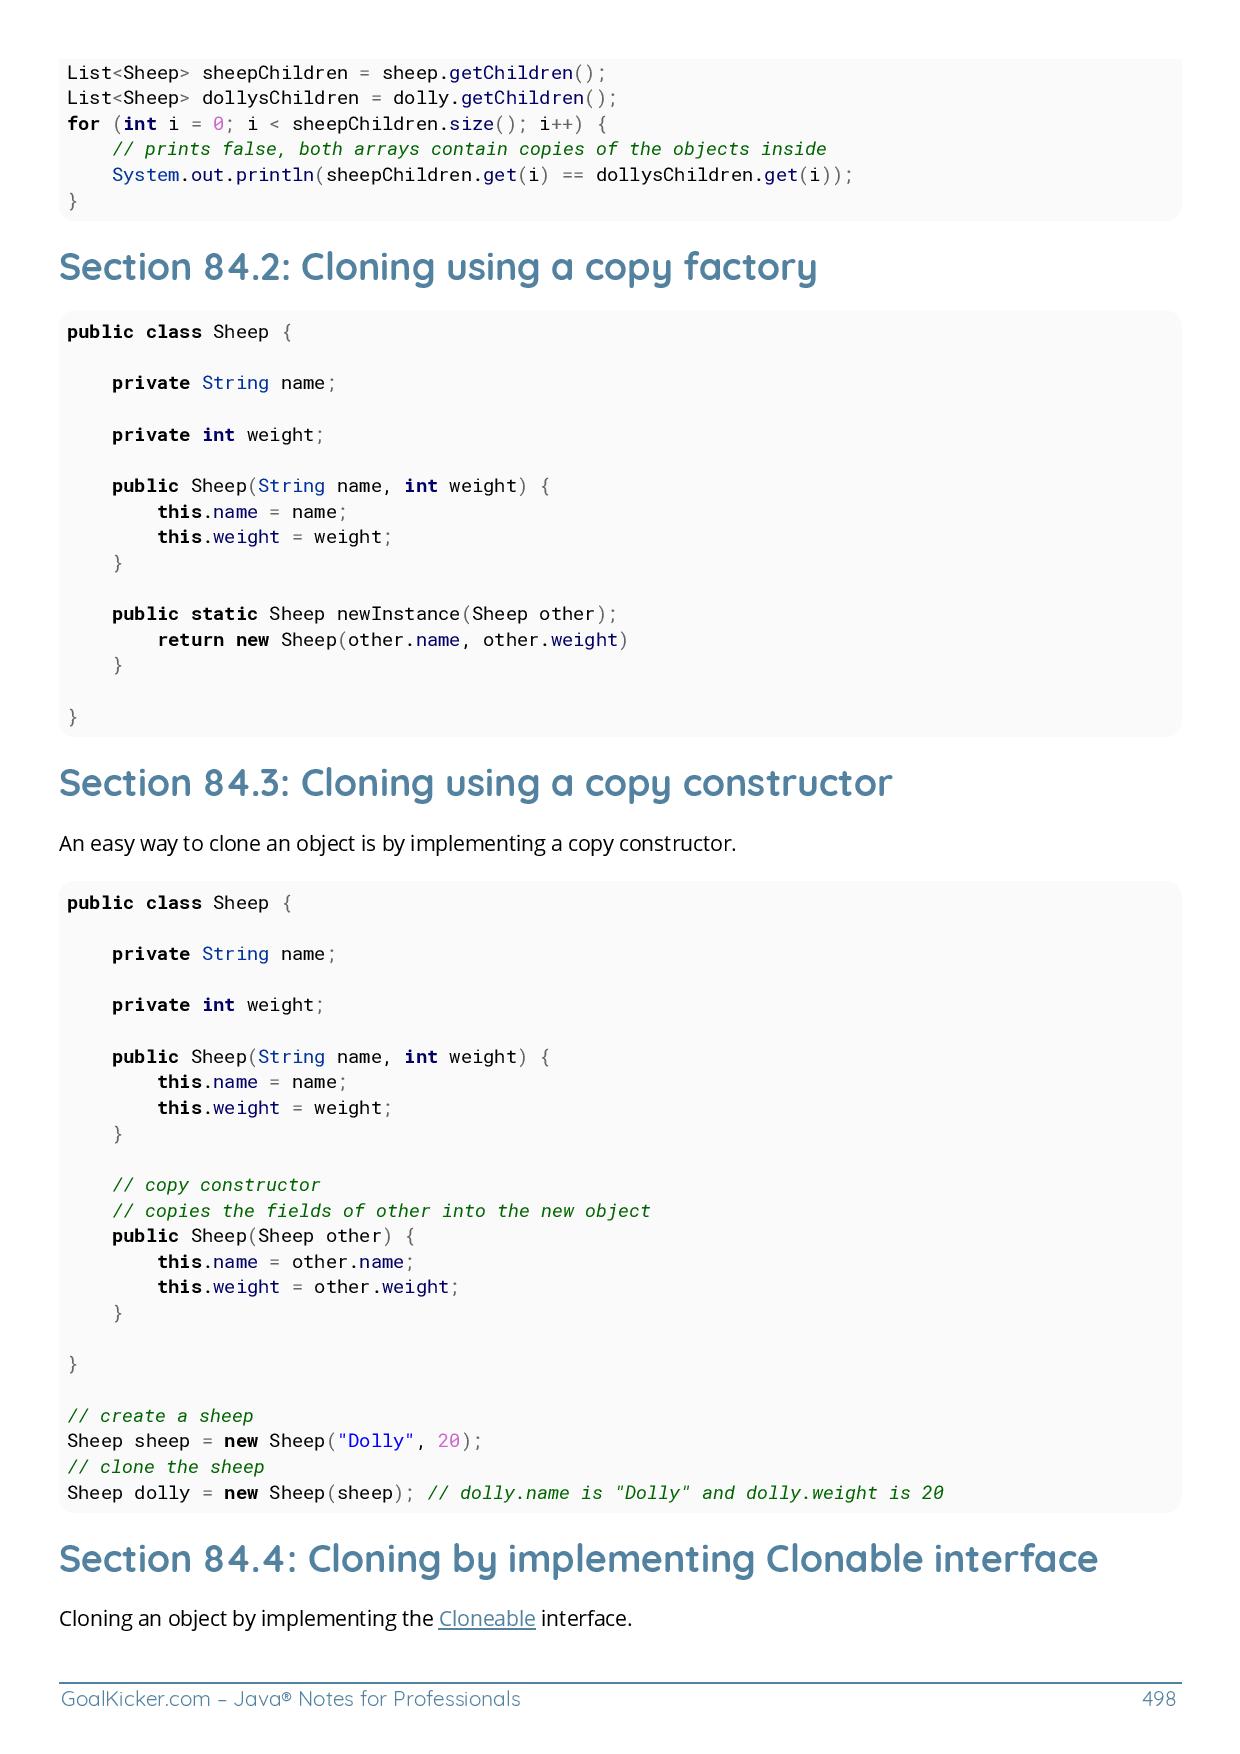 List<Sheep> sheepChildren = sheep.getChildren();
List<Sheep> dollysChildren = dolly.getChildren();
for (int i = 0; i < sheepChildren.size(); i++) {
    // prints false, both arrays contain copies of the objects inside
    System.out.println(sheepChildren.get(i) == dollysChildren.get(i));
}
Section 84.2: Cloning using a copy factory
public class Sheep {
    private String name;
    private int weight;
    public Sheep(String name, int weight) {
        this.name = name;
        this.weight = weight;
    }
    public static Sheep newInstance(Sheep other);
        return new Sheep(other.name, other.weight)
    }
}
Section 84.3: Cloning using a copy constructor
An easy way to clone an object is by implementing a copy constructor.
public class Sheep {
    private String name;
    private int weight;
    public Sheep(String name, int weight) {
        this.name = name;
        this.weight = weight;
    }
    // copy constructor
    // copies the fields of other into the new object
    public Sheep(Sheep other) {
        this.name = other.name;
        this.weight = other.weight;
    }
}
// create a sheep
Sheep sheep = new Sheep("Dolly", 20);
// clone the sheep
Sheep dolly = new Sheep(sheep); // dolly.name is "Dolly" and dolly.weight is 20
Section 84.4: Cloning by implementing Clonable interface
Cloning an object by implementing the Cloneable interface.
GoalKicker.com – Java® Notes for Professionals 498